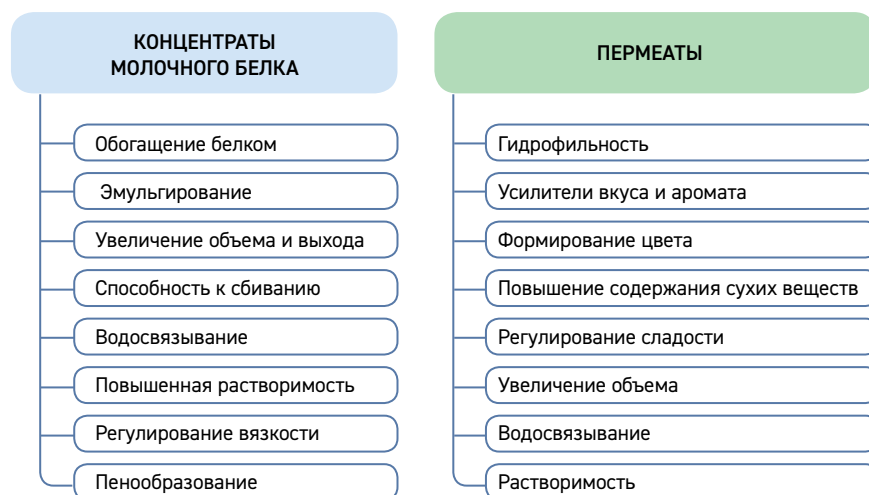 КОНЦЕНТРАТЫ
МОЛОЧНОГО БЕЛКА
Обогащение белком
Эмульгирование
Увеличение объема и выхода
Способность к сбиванию
Водосвязывание
Повышенная растворимость
Регулирование вязкости
Пенообразование
ПЕРМЕАТЫ
Гидрофильность
Усилители вкуса и аромата
Формирование цвета
Повышение содержания сухих веществ
Регулирование сладости
Увеличение объема
Водосвязывание
Растворимость